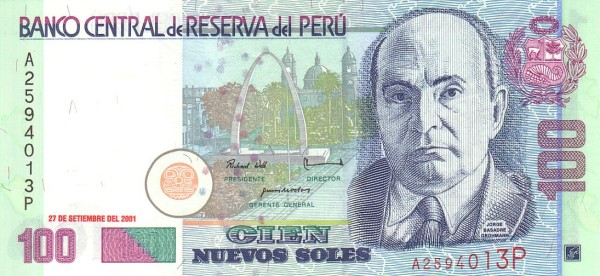 BANCO CENTRAL de RESERVA del PERÚ
A2594013P
PRESIDENTE
DIRECTOR
GERENTE GENERAL
27 DE SETIEMBRE DEL 2001
100
CIEN
NUEVOS SOLES
100
JORGE
BASADRE
GROHMANN
A2594013P